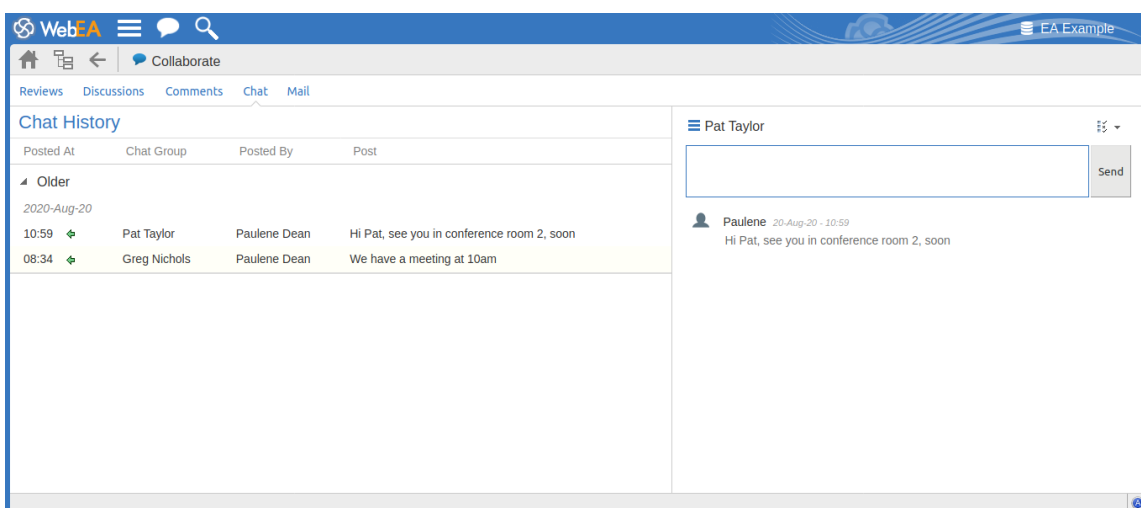 WebEA EA Example
Collaborate
Reviews Discussions Comments Chat Mail
Chat History
Posted At Chat Group Posted By Post
Older
2020-Aug-20
10:59 Pat Taylor Paulene Dean Hi Pat, see you in conference room 2, soon
08:34 Greg Nichols Paulene Dean We have a meeting at 10am
Pat Taylor
Send
Paulene 20-Aug-20 - 10:59
Hi Pat, see you in conference room 2, soon